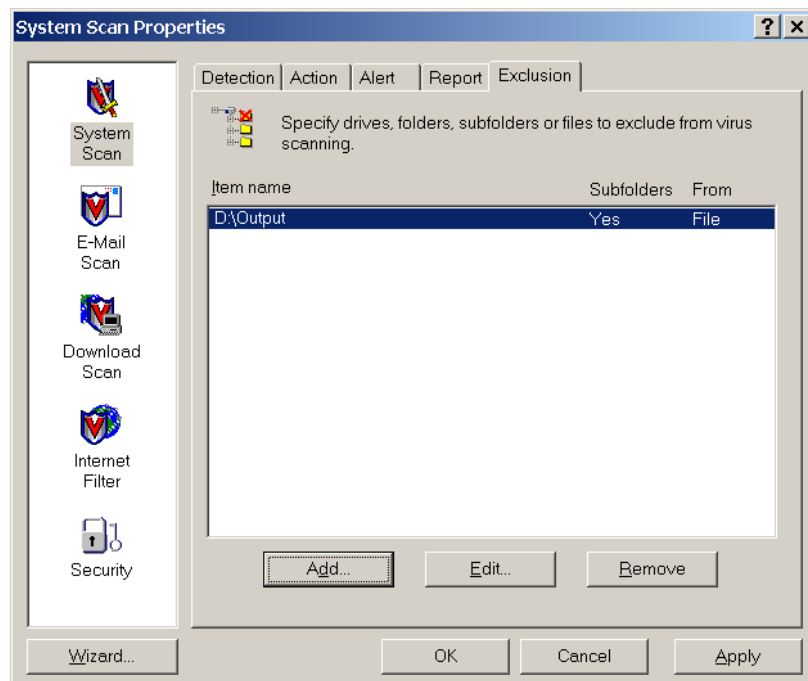 System Scan Properties
? X
System
Scan
E-Mail
Scan
Download
Scan
Internet
Filter
Security
Detection Action Alert Report Exclusion
Specify drives, folders, subfolders or files to exclude from virus
scanning.
Item name Subfolders From
D:\Output Yes File
Add... Edit... Remove
Wizard... OK Cancel Apply